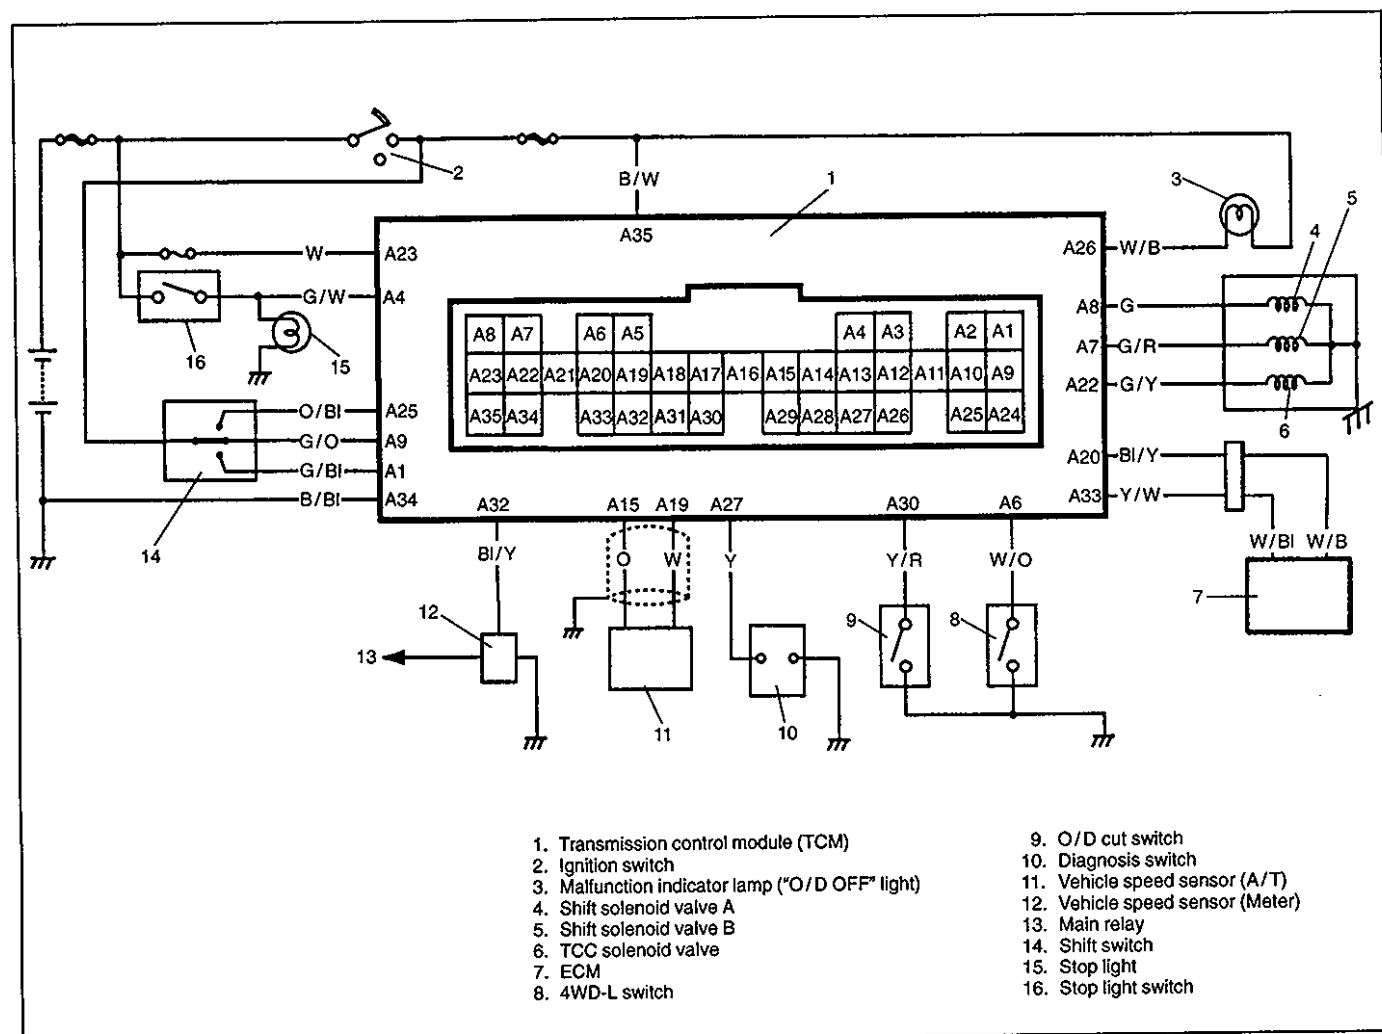 2
B/W
1
3
5
4
A35
W
A23
A26
W/B
G/W
A4
A8
G
16
15
A7
G/R
A22
G/Y
6
A8 A7 A6 A5 A4 A3 A2 A1
A23 A22 A21 A20 A19 A18 A17 A16 A15 A14 A13 A12 A11 A10 A9
A35 A34 A33 A32 A31 A30 A29 A28 A27 A26 A25 A24
O/Bl
A25
G/O
A9
G/Bl
A1
B/Bl
A34
14
A20
Bl/Y
A33
Y/W
A32
A15
A19
A27
A30
A6
Bl/Y
O
W
Y
Y/R
W/O
W/Bl
W/B
12
13
11
10
9
8
7
1. Transmission control module (TCM)
2. Ignition switch
3. Malfunction indicator lamp ("O/D OFF" light)
4. Shift solenoid valve A
5. Shift solenoid valve B
6. TCC solenoid valve
7. ECM
8. 4WD-L switch
9. O/D cut switch
10. Diagnosis switch
11. Vehicle speed sensor (A/T)
12. Vehicle speed sensor (Meter)
13. Main relay
14. Shift switch
15. Stop light
16. Stop light switch